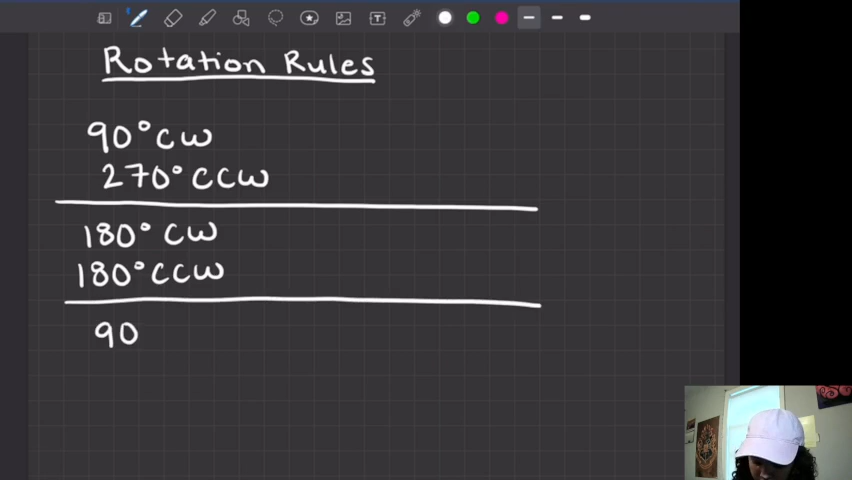 Rotation Rules
90° CW
270° CCW
180° CW
180° CCW
90